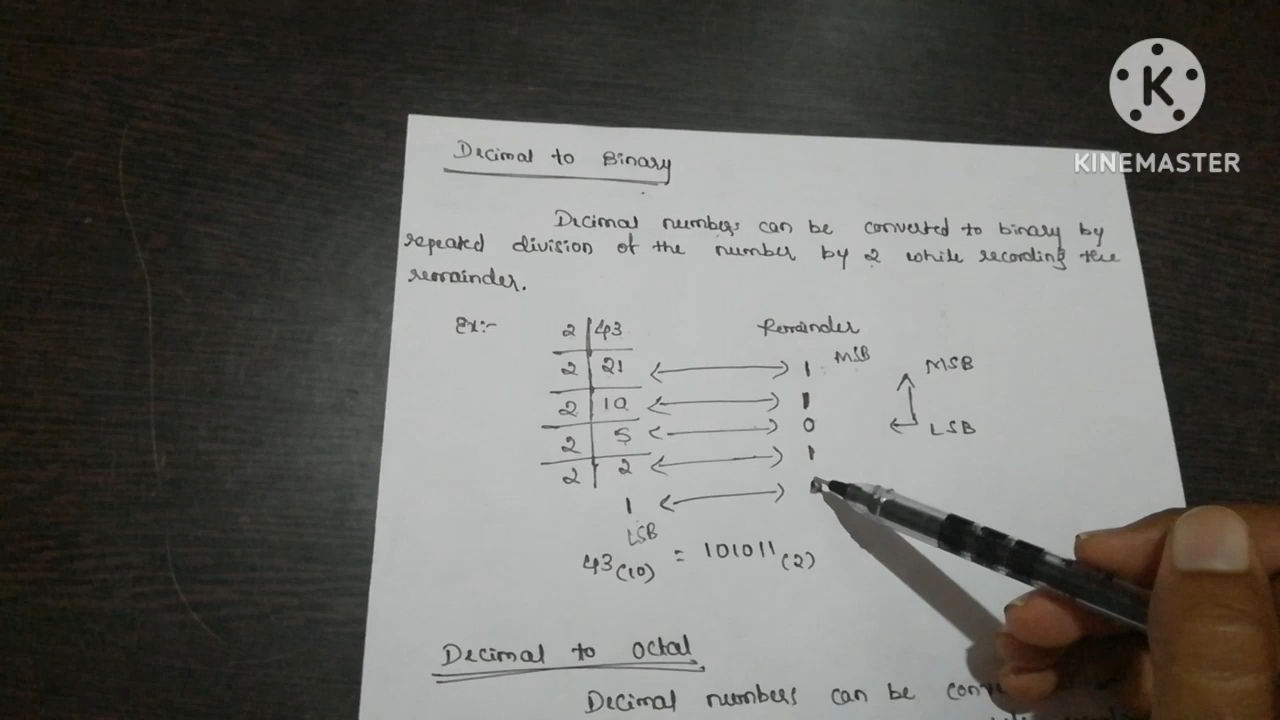 KINEMASTER
Decimal to Binary
Decimal numbers can be converted to binary by
repeated division of the number by 2 while recording the
remainder.
Ex:-
2 | 43 Remainder
2 | 21 1 MSB MSB
2 | 10 1
2 | 5 0 LSB
2 | 2 1
1
LSB
43(10) = 101011(2)
Decimal to Octal
Decimal numbers can be